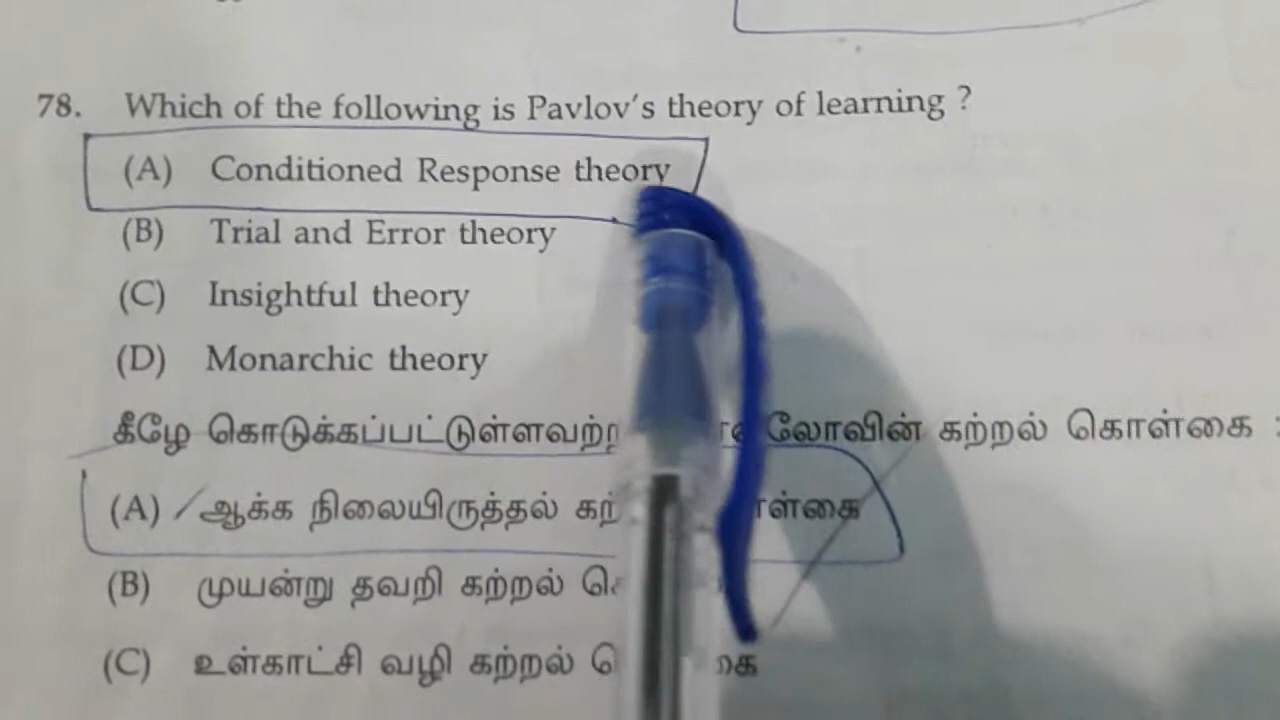 78. Which of the following is Pavlov's theory of learning ?
(A) Conditioned Response theory
(B) Trial and Error theory
(C) Insightful theory
(D) Monarchic theory
கீழே கொடுக்கப்பட்டுள்ளவற்று கற்றல் கொள்கை
(A) ஆக்க நிலையிருத்தல்
(B) முயன்று தவறி கற்றல்
(C) உள்காட்சி வழி கற்றல்